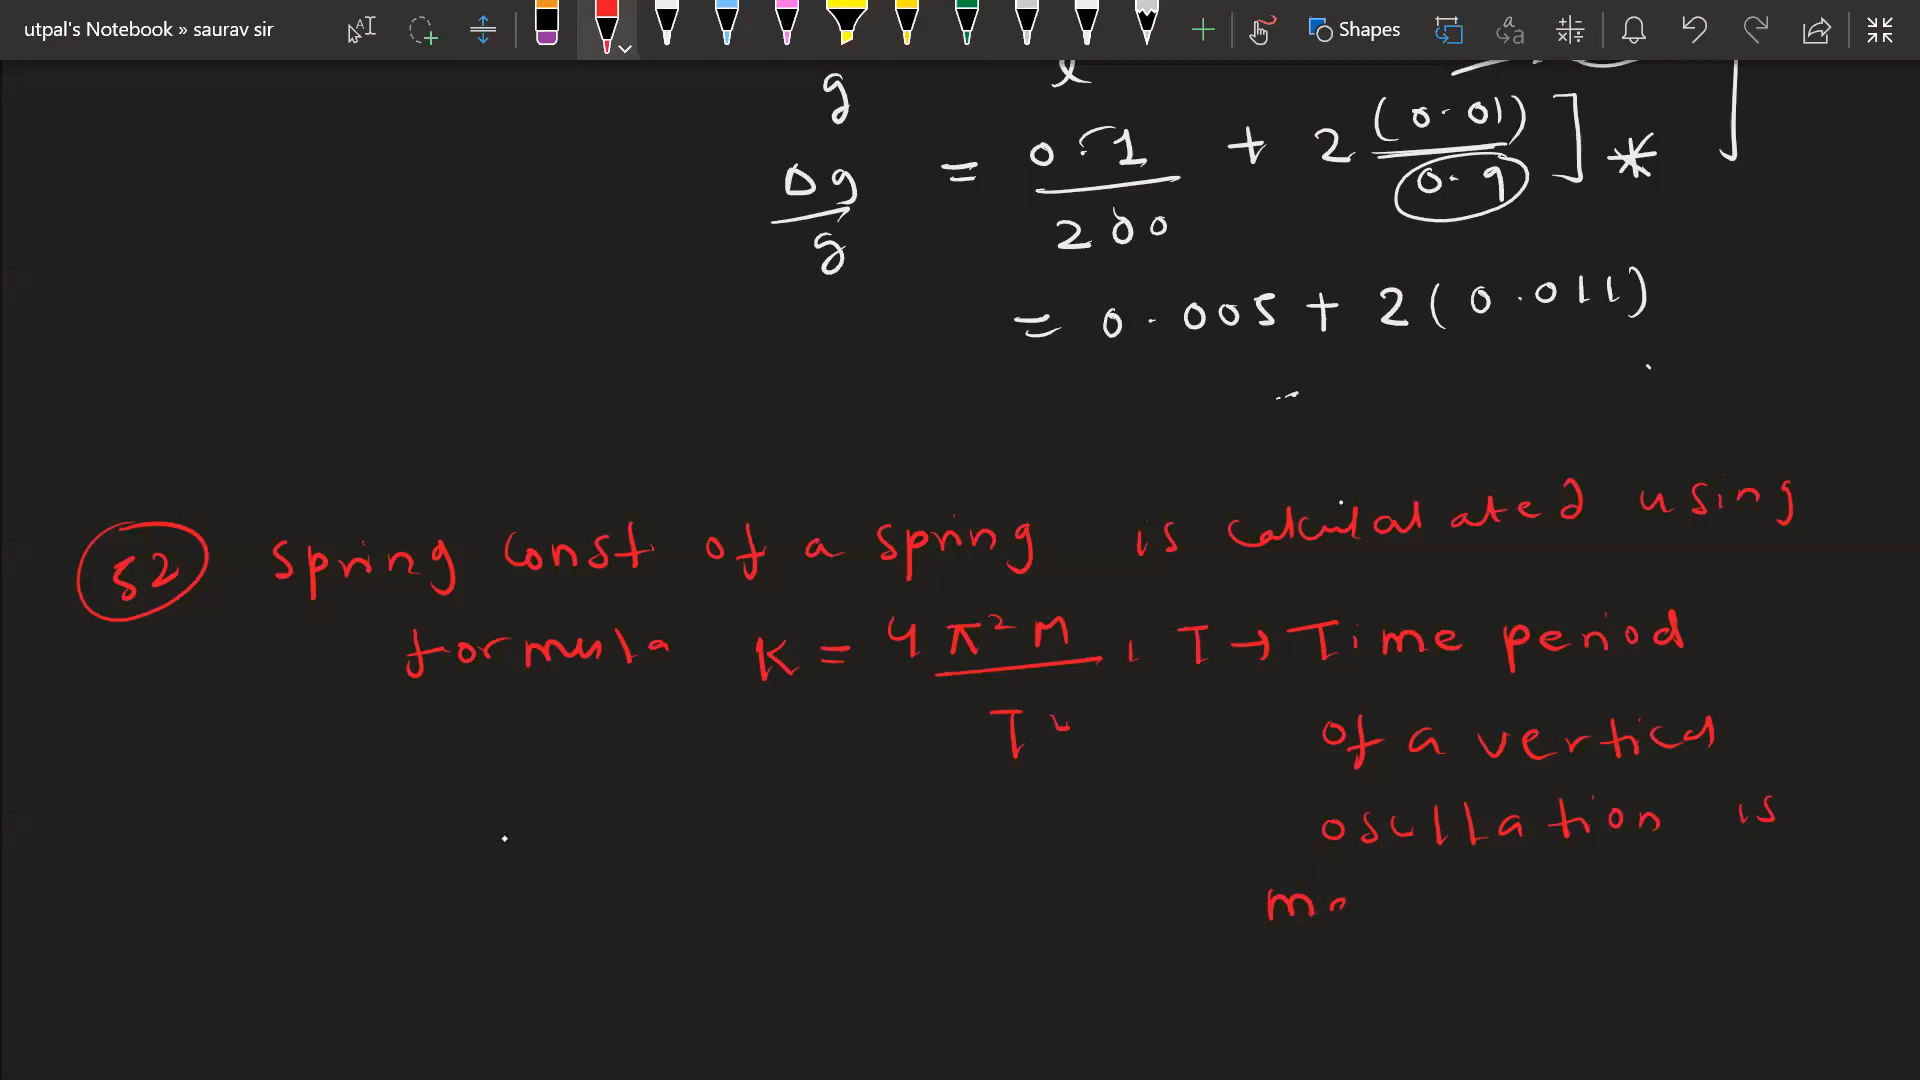 utpal's Notebook » saurav sir
Shapes
g l
Δg/g = 0.1/200 + 2 (0.01)/0.9 ] *
= 0.005 + 2(0.011)
52 spring const of a spring is calculated using
formula K = 4π²M/T² , T → Time period
of a vertical
oscillation is